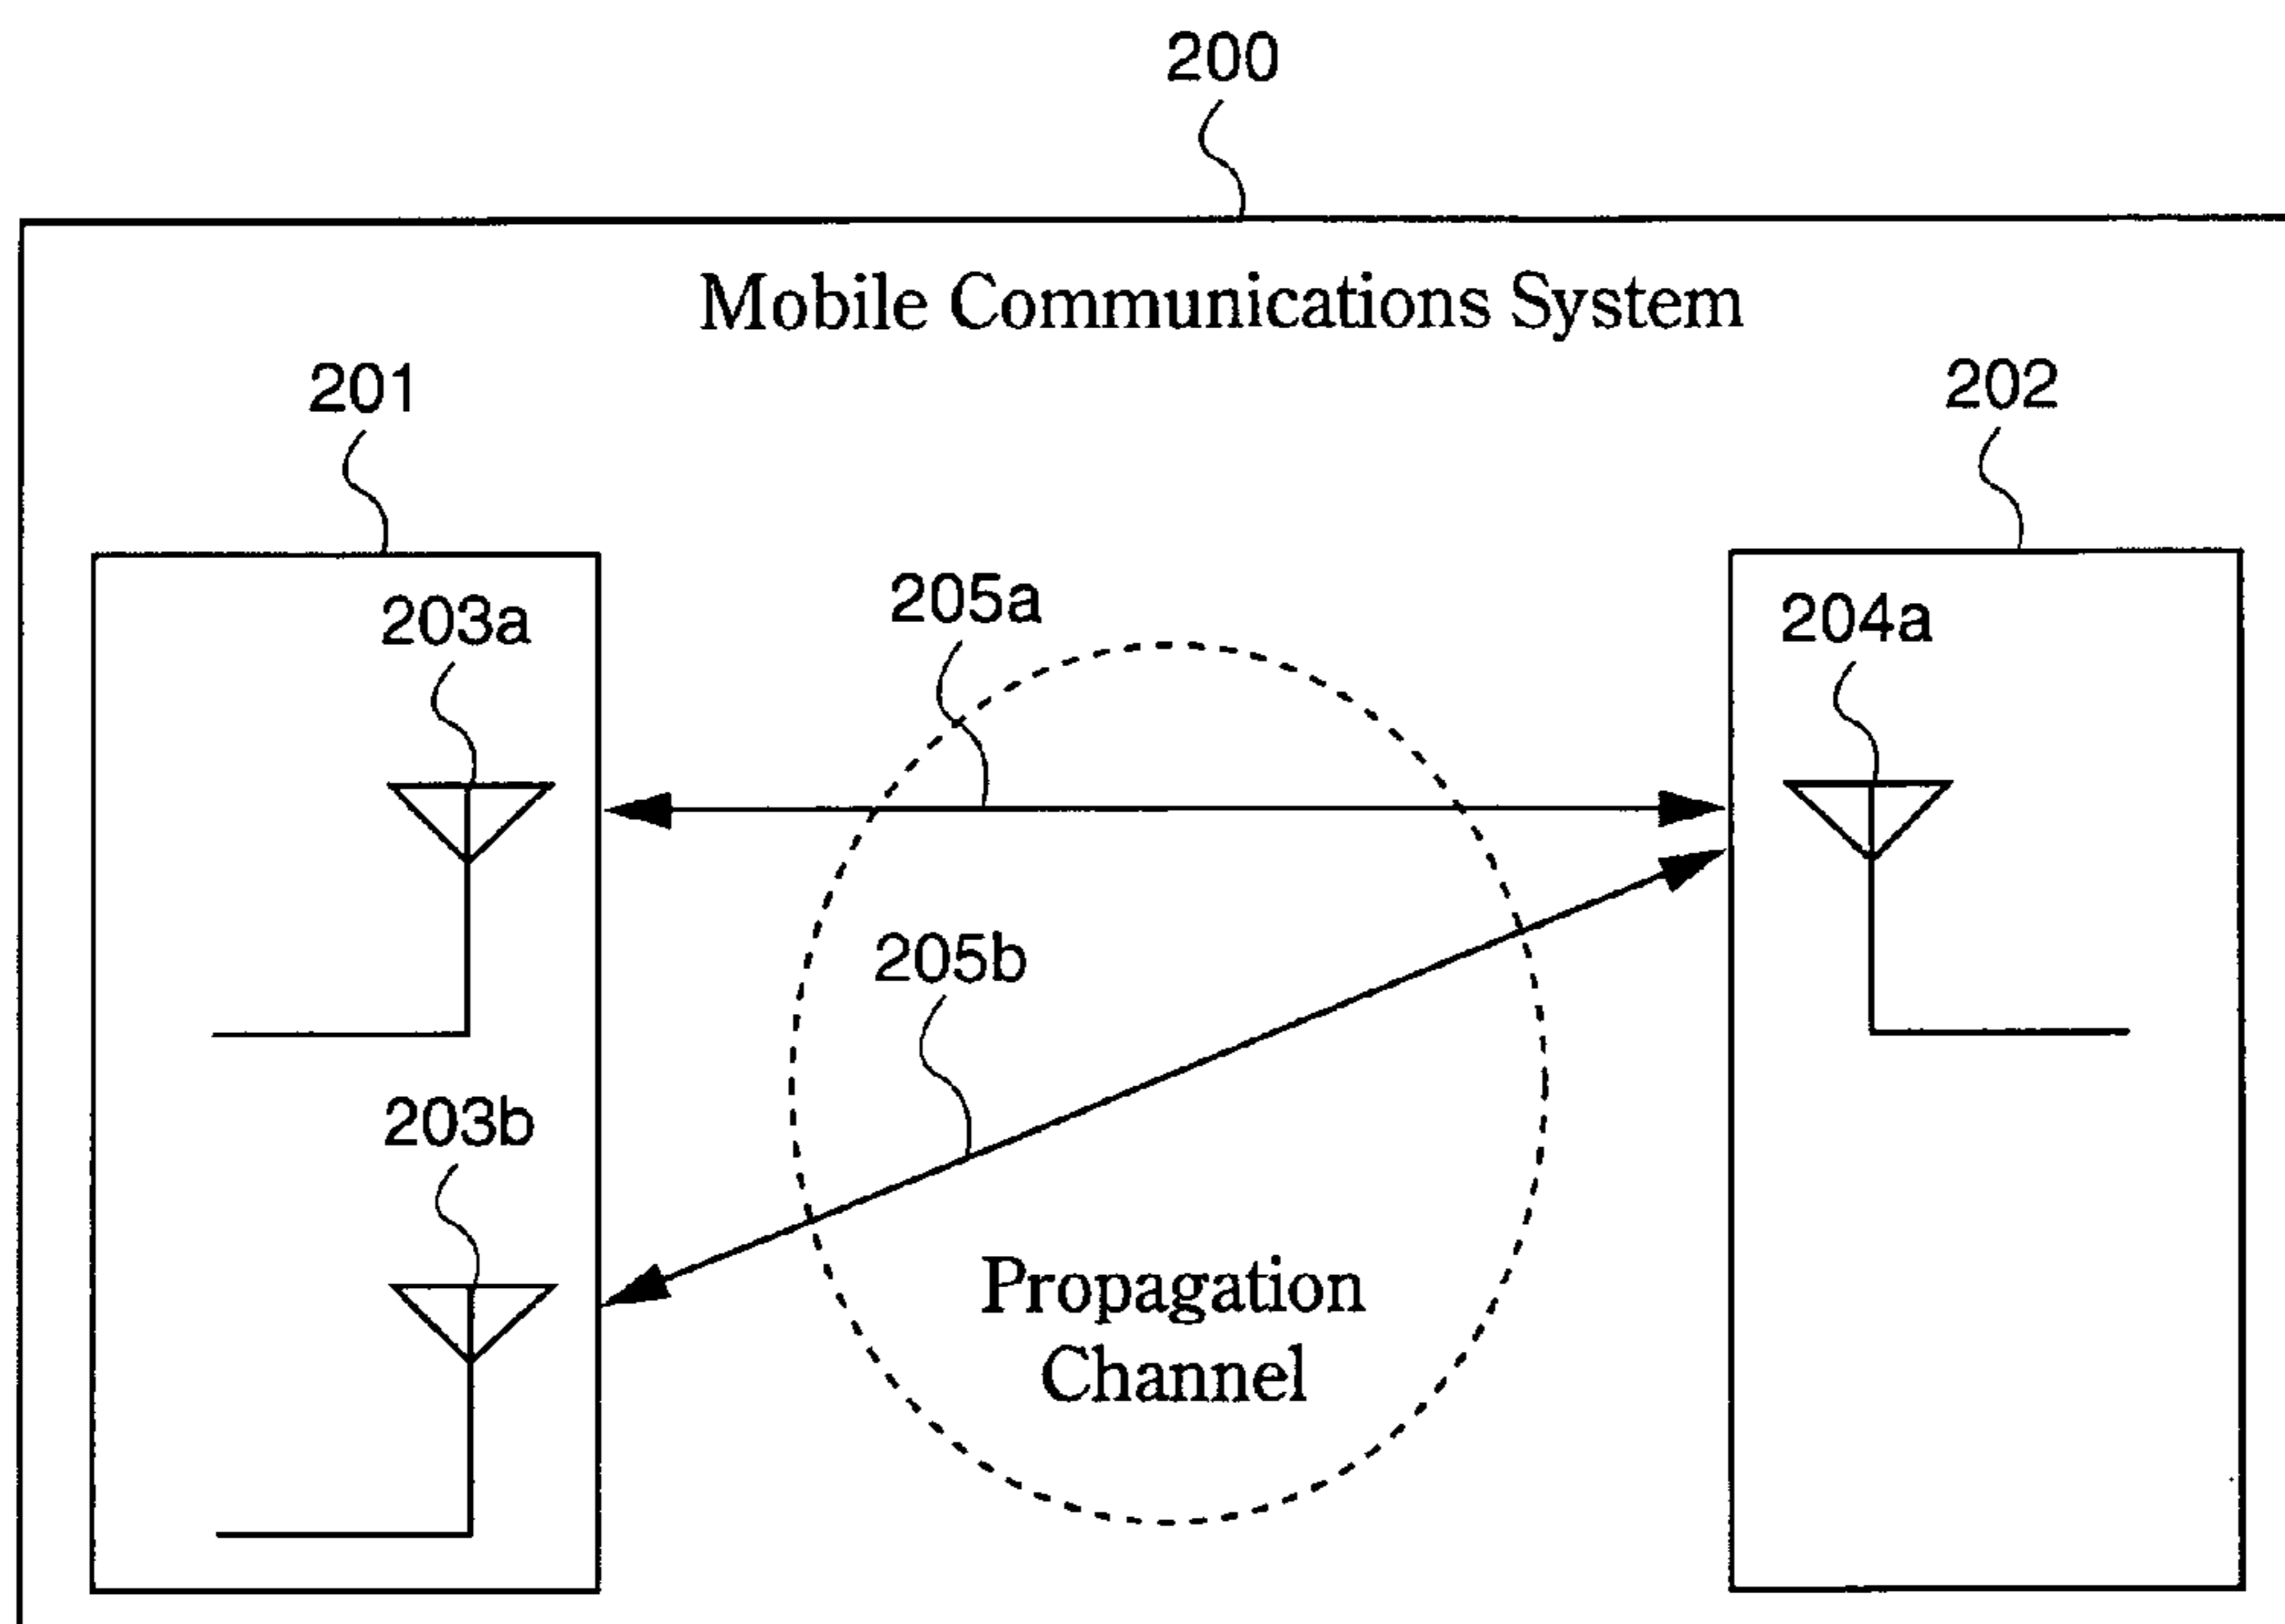 200
Mobile Communications System
201
202
203a
205a
204a
205b
203b
Propagation
Channel